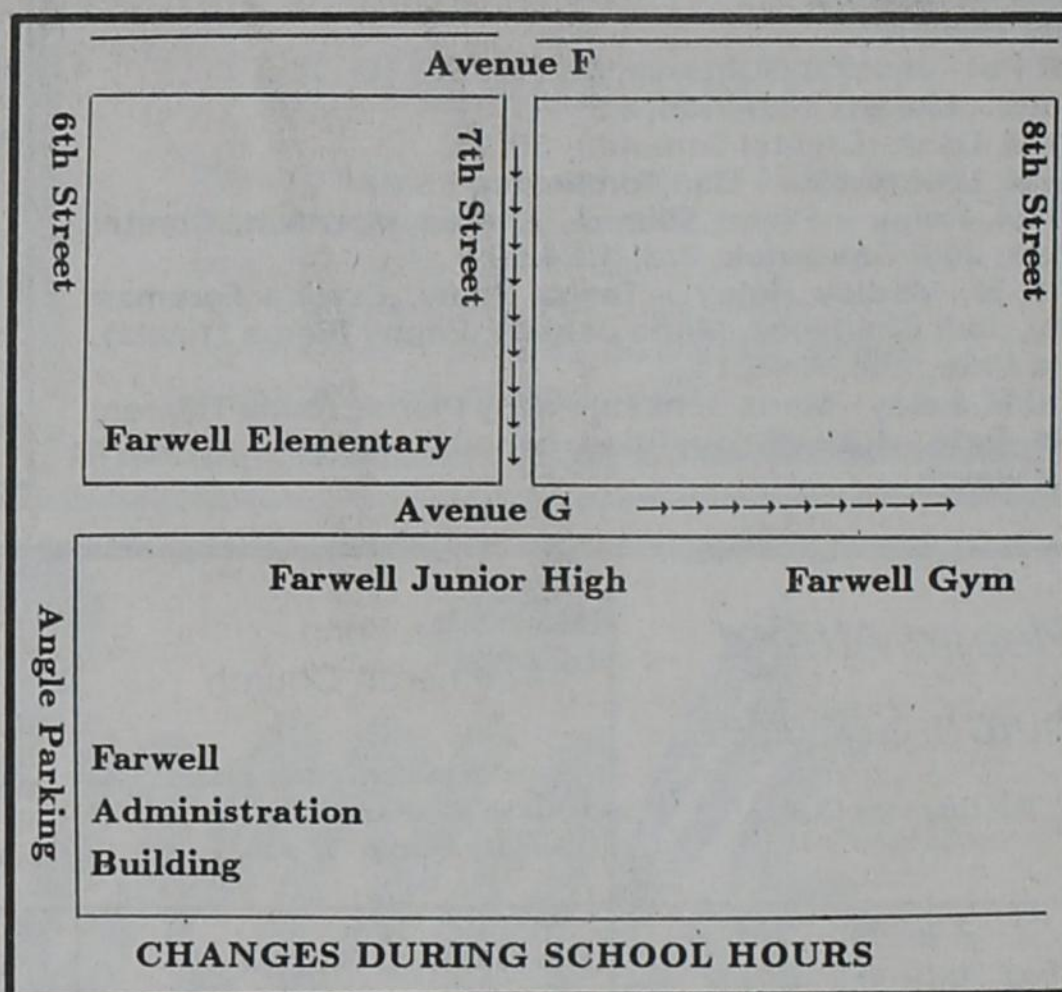 Avenue F
6th Street
7th Street
8th Street
Farwell Elementary
Avenue G
Farwell Junior High
Farwell Gym
Angle Parking
Farwell
Administration
Building
CHANGES DURING SCHOOL HOURS